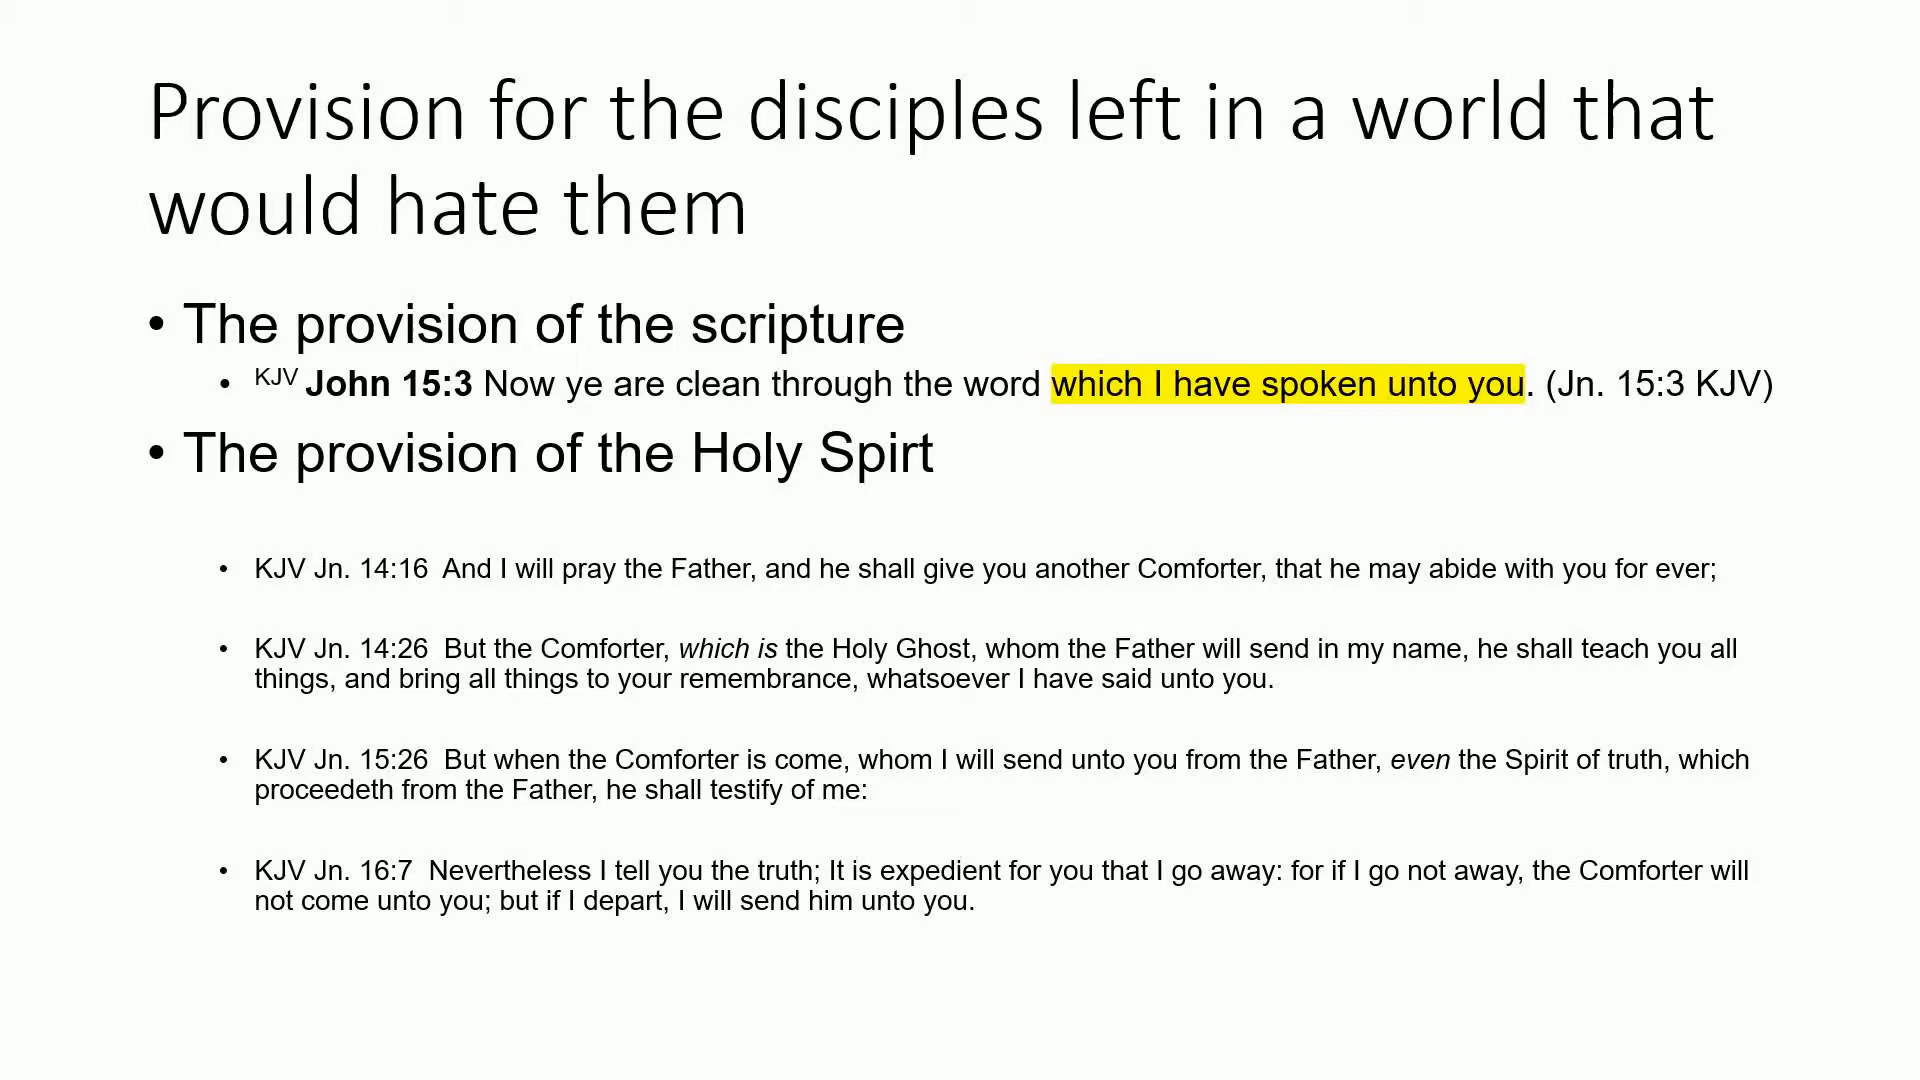 Provision for the disciples left in a world that
would hate them
• The provision of the scripture
• KJV John 15:3 Now ye are clean through the word which I have spoken unto you. (Jn. 15:3 KJV)
• The provision of the Holy Spirt
• KJV Jn. 14:16  And I will pray the Father, and he shall give you another Comforter, that he may abide with you for ever;
• KJV Jn. 14:26  But the Comforter, which is the Holy Ghost, whom the Father will send in my name, he shall teach you all
things, and bring all things to your remembrance, whatsoever I have said unto you.
• KJV Jn. 15:26  But when the Comforter is come, whom I will send unto you from the Father, even the Spirit of truth, which
proceedeth from the Father, he shall testify of me:
• KJV Jn. 16:7  Nevertheless I tell you the truth; It is expedient for you that I go away: for if I go not away, the Comforter will
not come unto you; but if I depart, I will send him unto you.